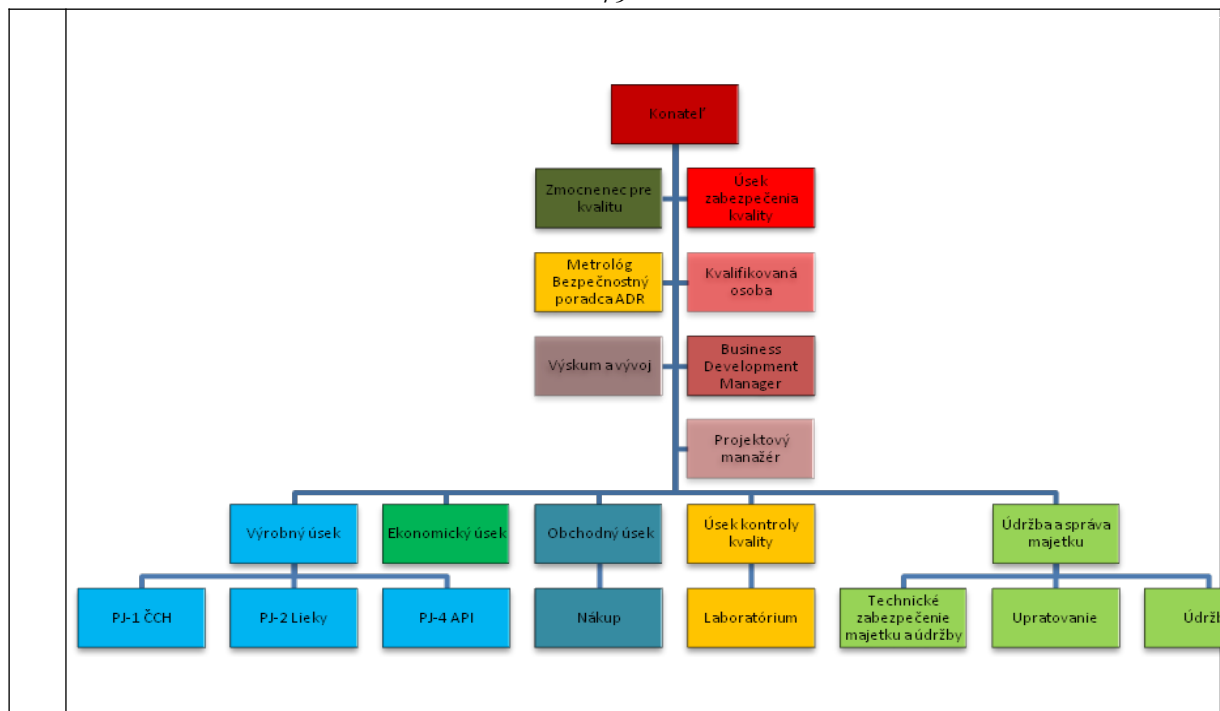 Konateľ
Zmocnenec pre
kvalitu
Úsek
zabezpečenia
kvality
Metrológ
Bezpečnostný
poradca ADR
Kvalifikovaná
osoba
Výskum a vývoj
Business
Development
Manager
Projektový
manažér
Výrobný úsek
Ekonomický úsek
Obchodný úsek
Úsek kontroly
kvality
Údržba a správa
majetku
PJ-1 ČCH
PJ-2 Lieky
PJ-4 API
Nákup
Laboratórium
Technické
zabezpečenie
majetku a údržby
Upratovanie